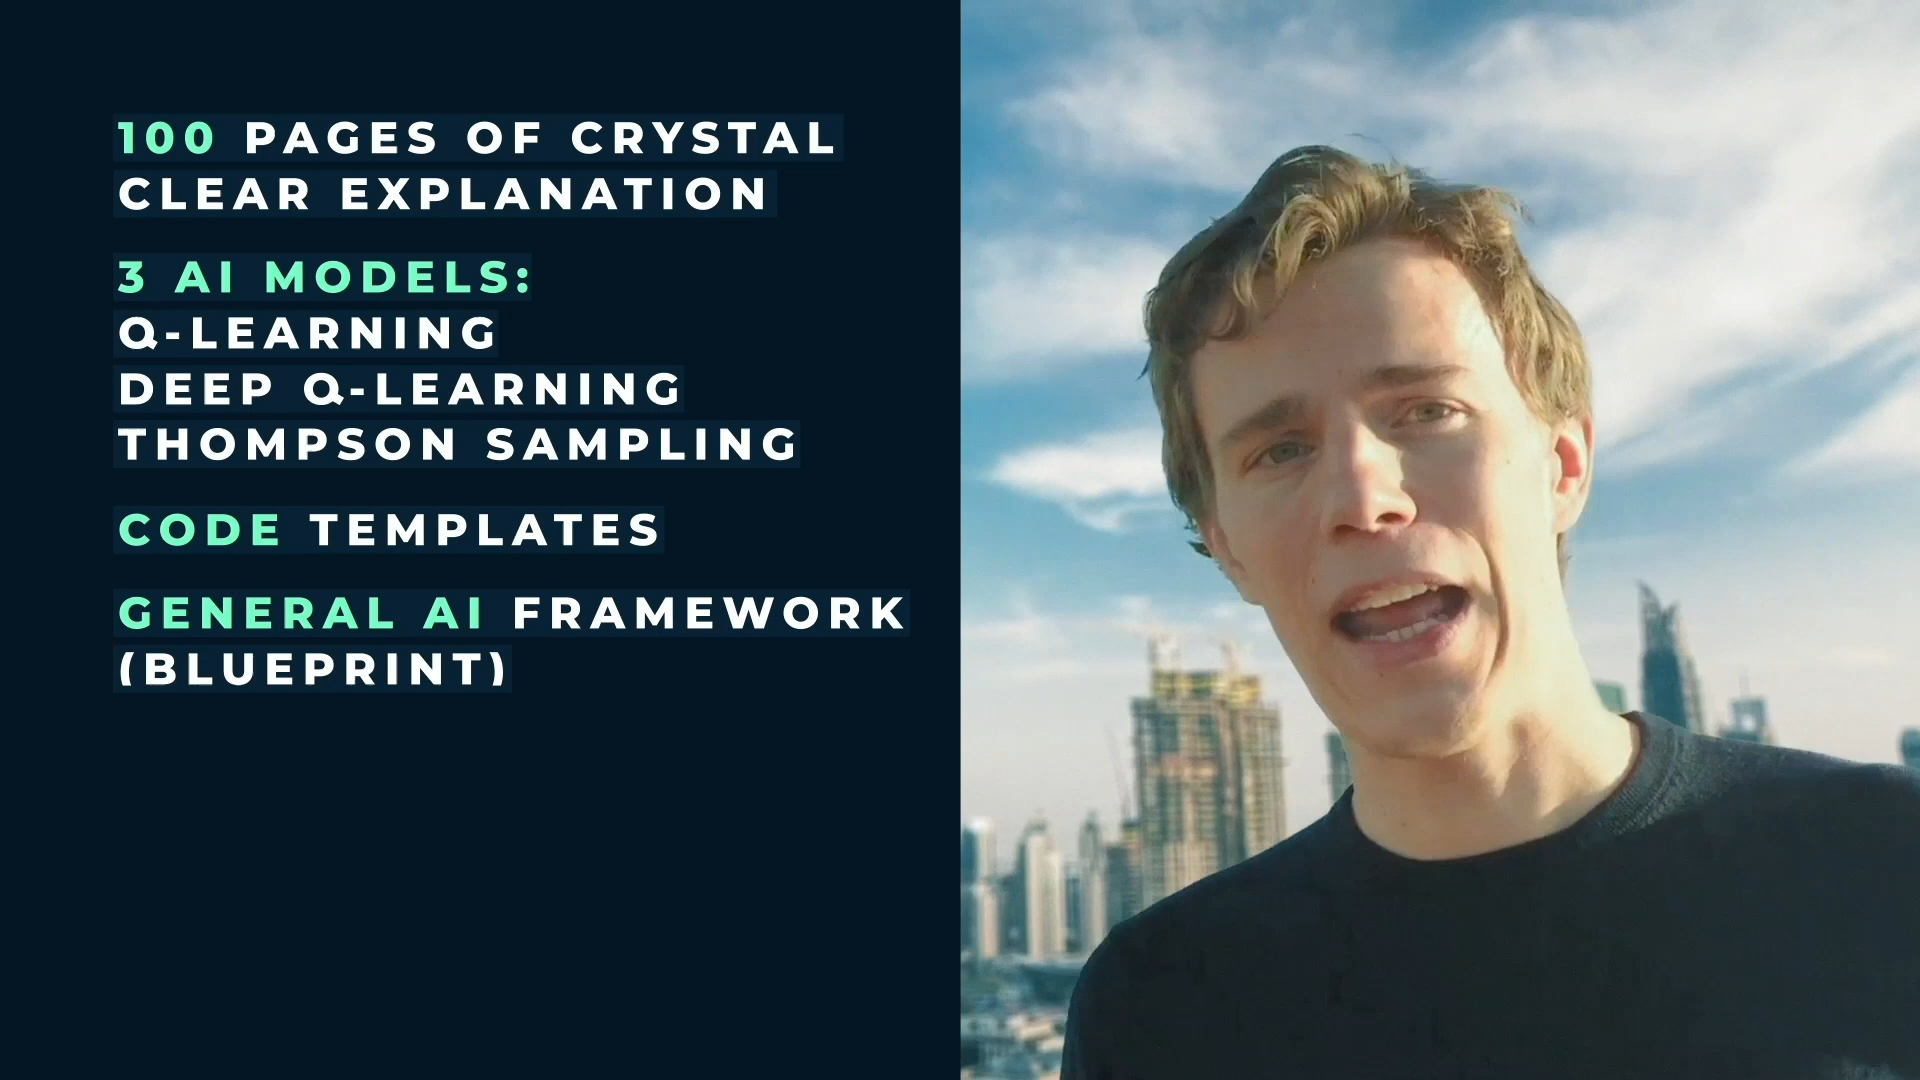 100 PAGES OF CRYSTAL
CLEAR EXPLANATION
3 AI MODELS:
Q-LEARNING
DEEP Q-LEARNING
THOMPSON SAMPLING
CODE TEMPLATES
GENERAL AI FRAMEWORK
(BLUEPRINT)